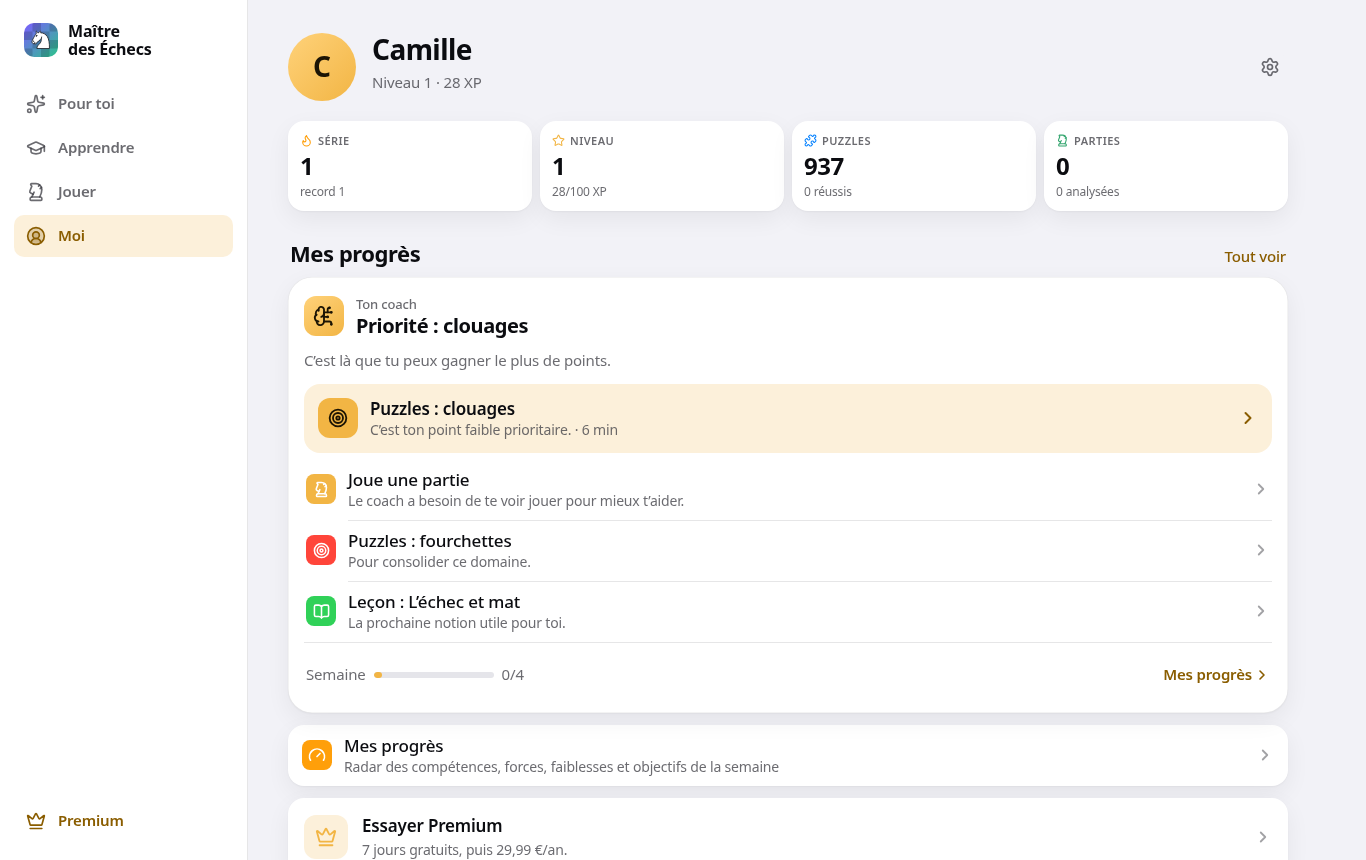 Maître
des Échecs
Pour toi
Apprendre
Jouer
Moi
Premium
C
Camille
Niveau 1 · 28 XP
SÉRIE
1
record 1
NIVEAU
1
28/100 XP
PUZZLES
937
0 réussis
PARTIES
0
0 analysées
Mes progrès
Tout voir
Ton coach
Priorité : clouages
C’est là que tu peux gagner le plus de points.
Puzzles : clouages
C’est ton point faible prioritaire. · 6 min
Joue une partie
Le coach a besoin de te voir jouer pour mieux t’aider.
Puzzles : fourchettes
Pour consolider ce domaine.
Leçon : L’échec et mat
La prochaine notion utile pour toi.
Semaine 0/4
Mes progrès
Mes progrès
Radar des compétences, forces, faiblesses et objectifs de la semaine
Essayer Premium
7 jours gratuits, puis 29,99 €/an.